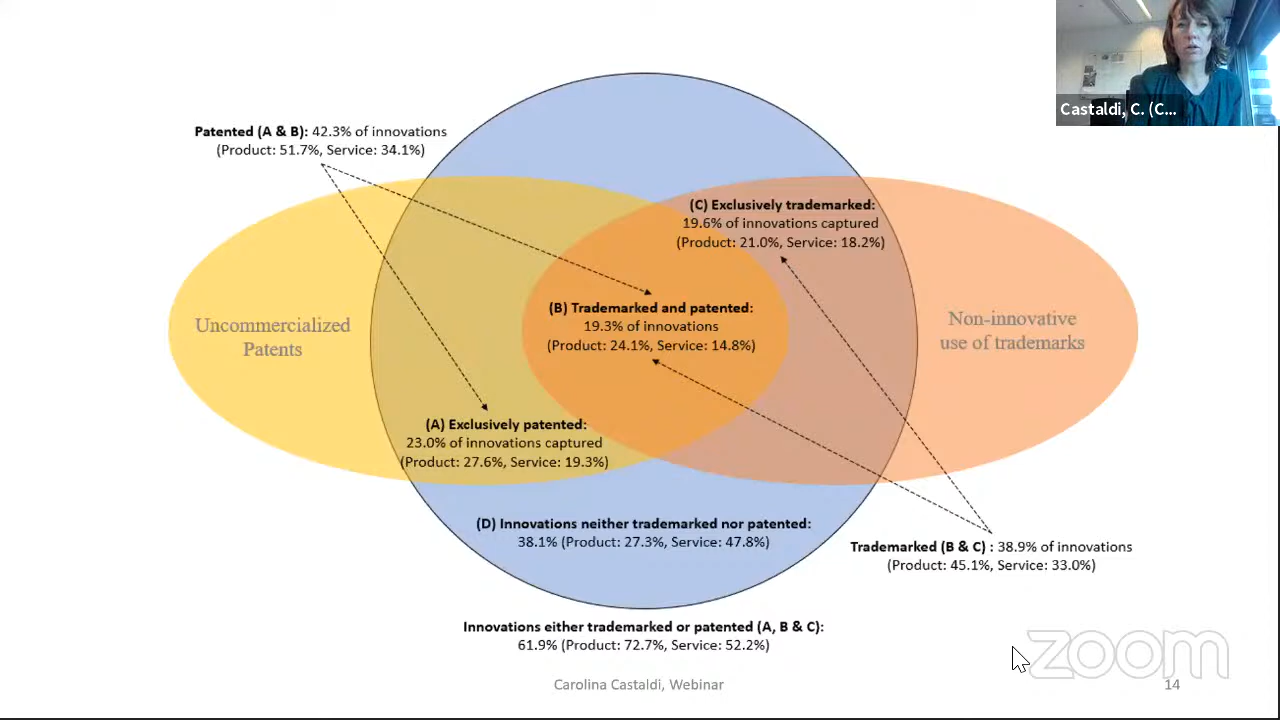 Castaldi, C. (C...
Patented (A & B): 42.3% of innovations
(Product: 51.7%, Service: 34.1%)
(C) Exclusively trademarked:
19.6% of innovations captured
(Product: 21.0%, Service: 18.2%)
Uncommercialized
Patents
(B) Trademarked and patented:
19.3% of innovations
(Product: 24.1%, Service: 14.8%)
Non-innovative
use of trademarks
(A) Exclusively patented:
23.0% of innovations captured
(Product: 27.6%, Service: 19.3%)
(D) Innovations neither trademarked nor patented:
38.1% (Product: 27.3%, Service: 47.8%)
Trademarked (B & C) : 38.9% of innovations
(Product: 45.1%, Service: 33.0%)
Innovations either trademarked or patented (A, B & C):
61.9% (Product: 72.7%, Service: 52.2%)
zoom
Carolina Castaldi, Webinar
14